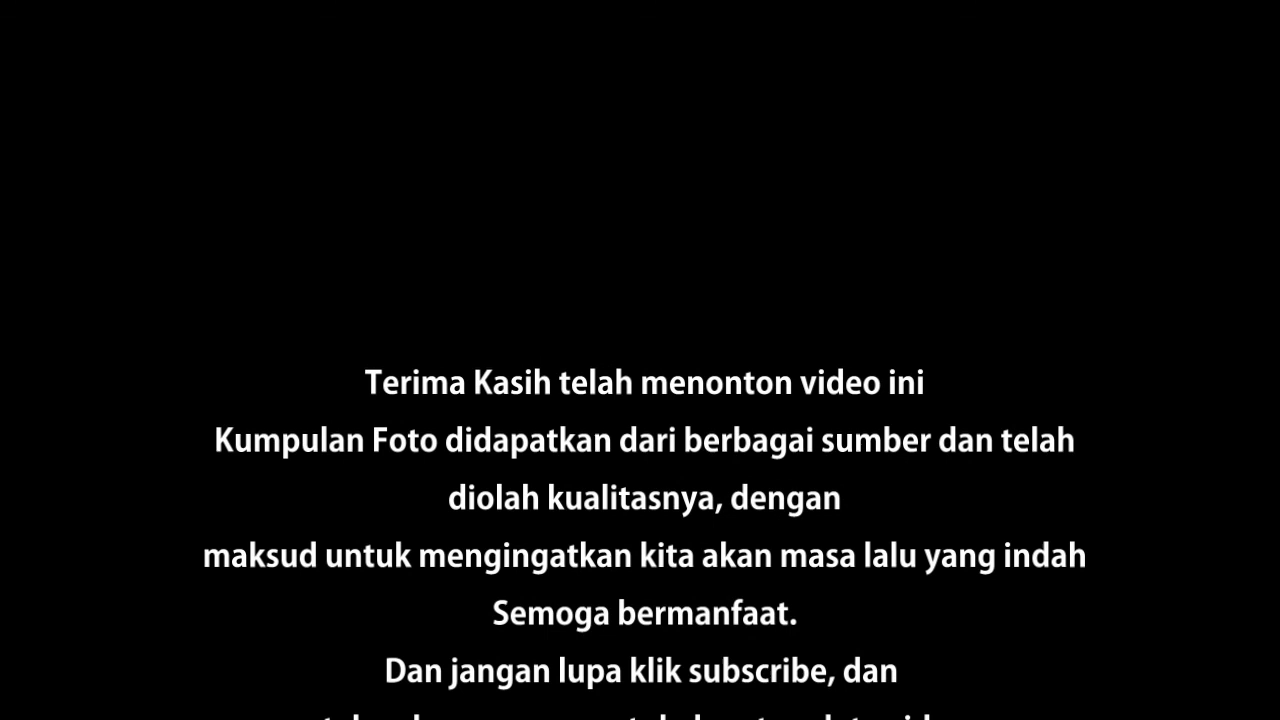 Terima Kasih telah menonton video ini
Kumpulan Foto didapatkan dari berbagai sumber dan telah
diolah kualitasnya, dengan
maksud untuk mengingatkan kita akan masa lalu yang indah
Semoga bermanfaat.
Dan jangan lupa klik subscribe, dan